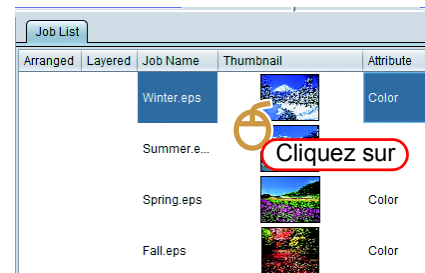 Job List
Arranged Layered Job Name Thumbnail Attribute
Winter.eps Color
Summer.e...
Cliquez sur
Spring.eps Color
Fall.eps Color